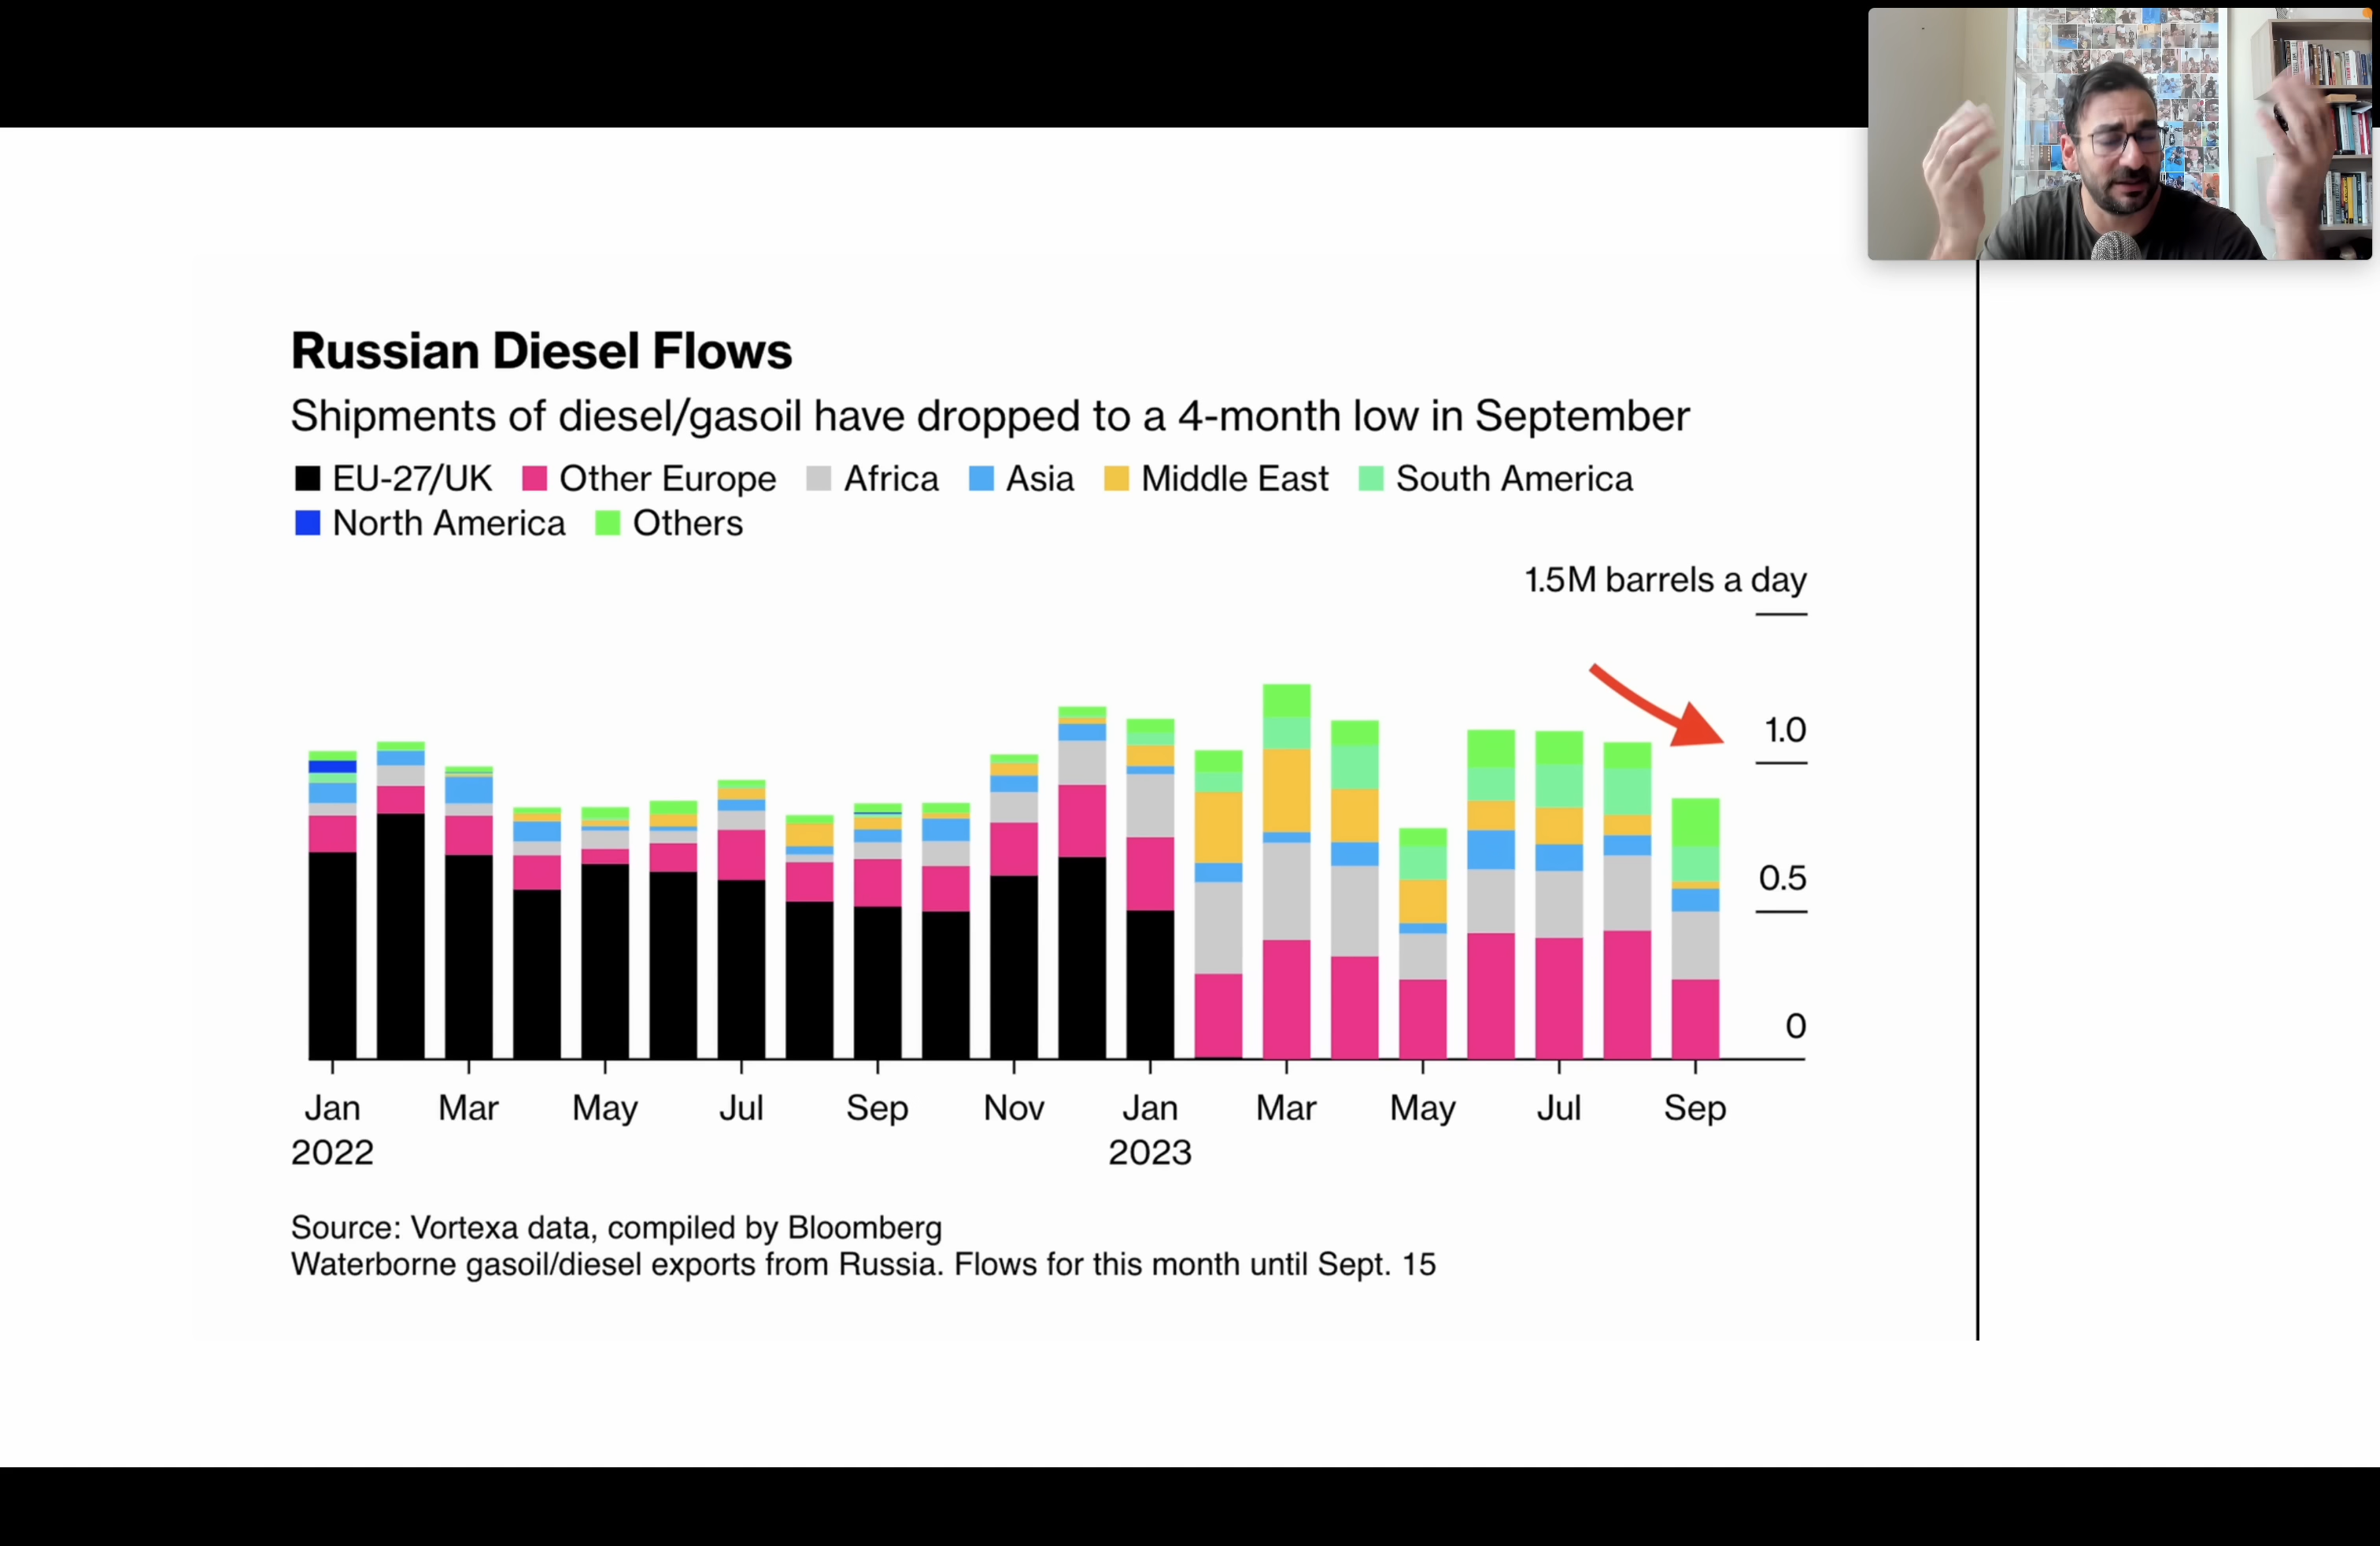 Russian Diesel Flows
Shipments of diesel/gasoil have dropped to a 4-month low in September
EU-27/UK Other Europe Africa Asia Middle East South America
North America Others
1.5M barrels a day
1.0
0.5
0
Jan Mar May Jul Sep Nov Jan Mar May Jul Sep
2022 2023
Source: Vortexa data, compiled by Bloomberg
Waterborne gasoil/diesel exports from Russia. Flows for this month until Sept. 15